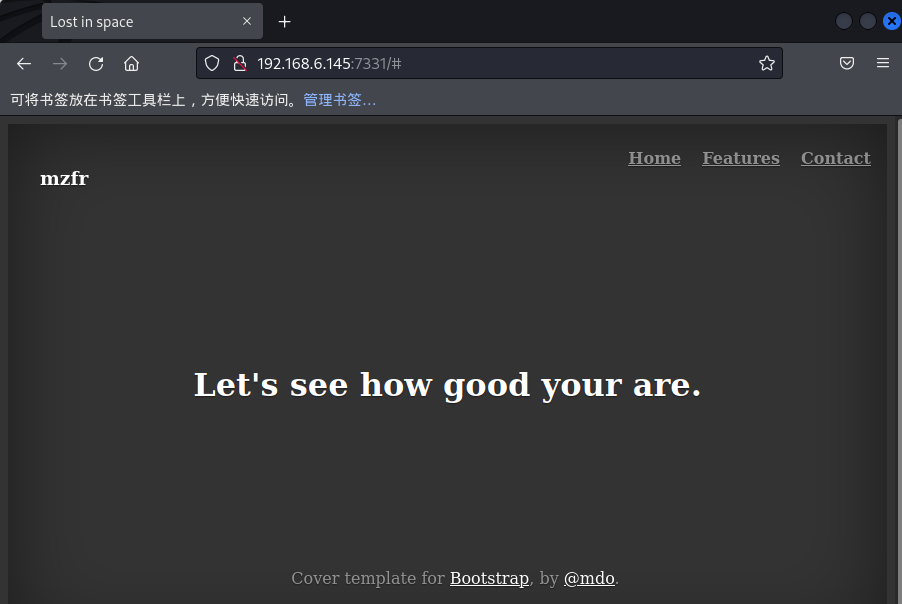 Lost in space
192.168.6.145:7331/#
可将书签放在书签工具栏上，方便快速访问。管理书签…
Home Features Contact
mzfr
Let's see how good your are.
Cover template for Bootstrap, by @mdo.